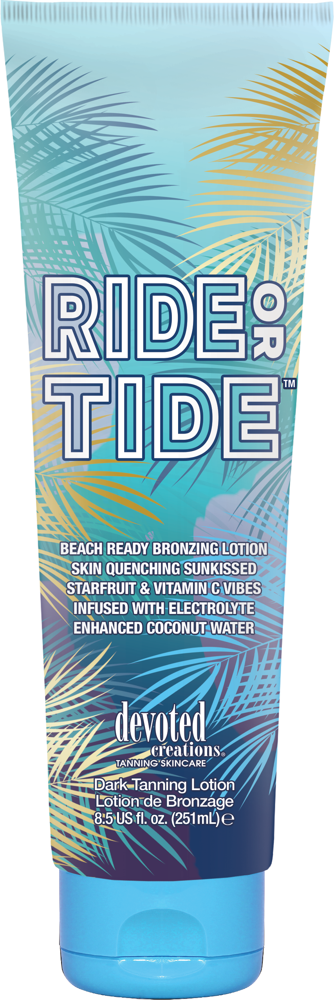 RIDE OR
TIDE™
BEACH READY BRONZING LOTION
SKIN QUENCHING SUNKISSED
STARFRUIT & VITAMIN C VIBES
INFUSED WITH ELECTROLYTE
ENHANCED COCONUT WATER
devoted
creations®
TANNING SKINCARE
Dark Tanning Lotion
Lotion de Bronzage
8.5 US fl. oz. (251mL)℮